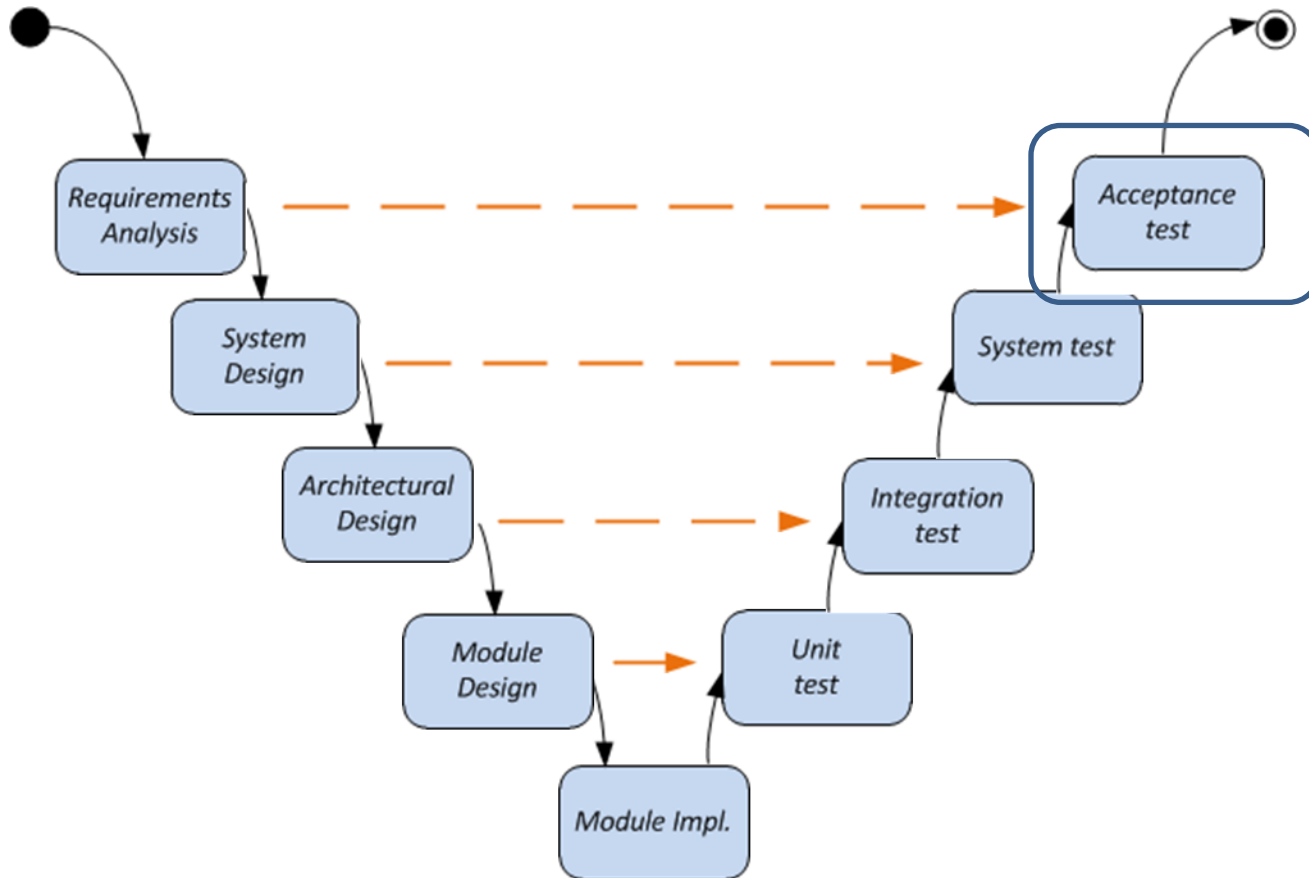 Requirements
Analysis
Acceptance
test
System
Design
System test
Architectural
Design
Integration
test
Module
Design
Unit
test
Module Impl.